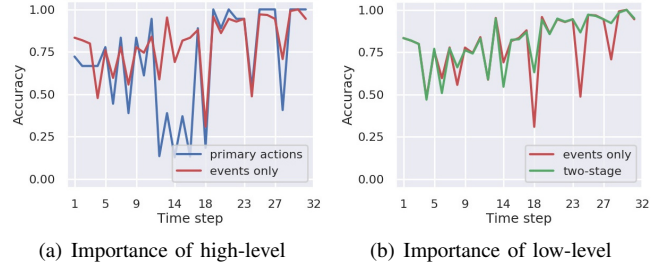 1.00
0.75
0.50
0.25
0.00
Accuracy
primary actions
events only
1 5 9 14 18 23 27 32
Time step
(a) Importance of high-level
1.00
0.75
0.50
0.25
0.00
Accuracy
events only
two-stage
1 5 9 14 18 23 27 32
Time step
(b) Importance of low-level